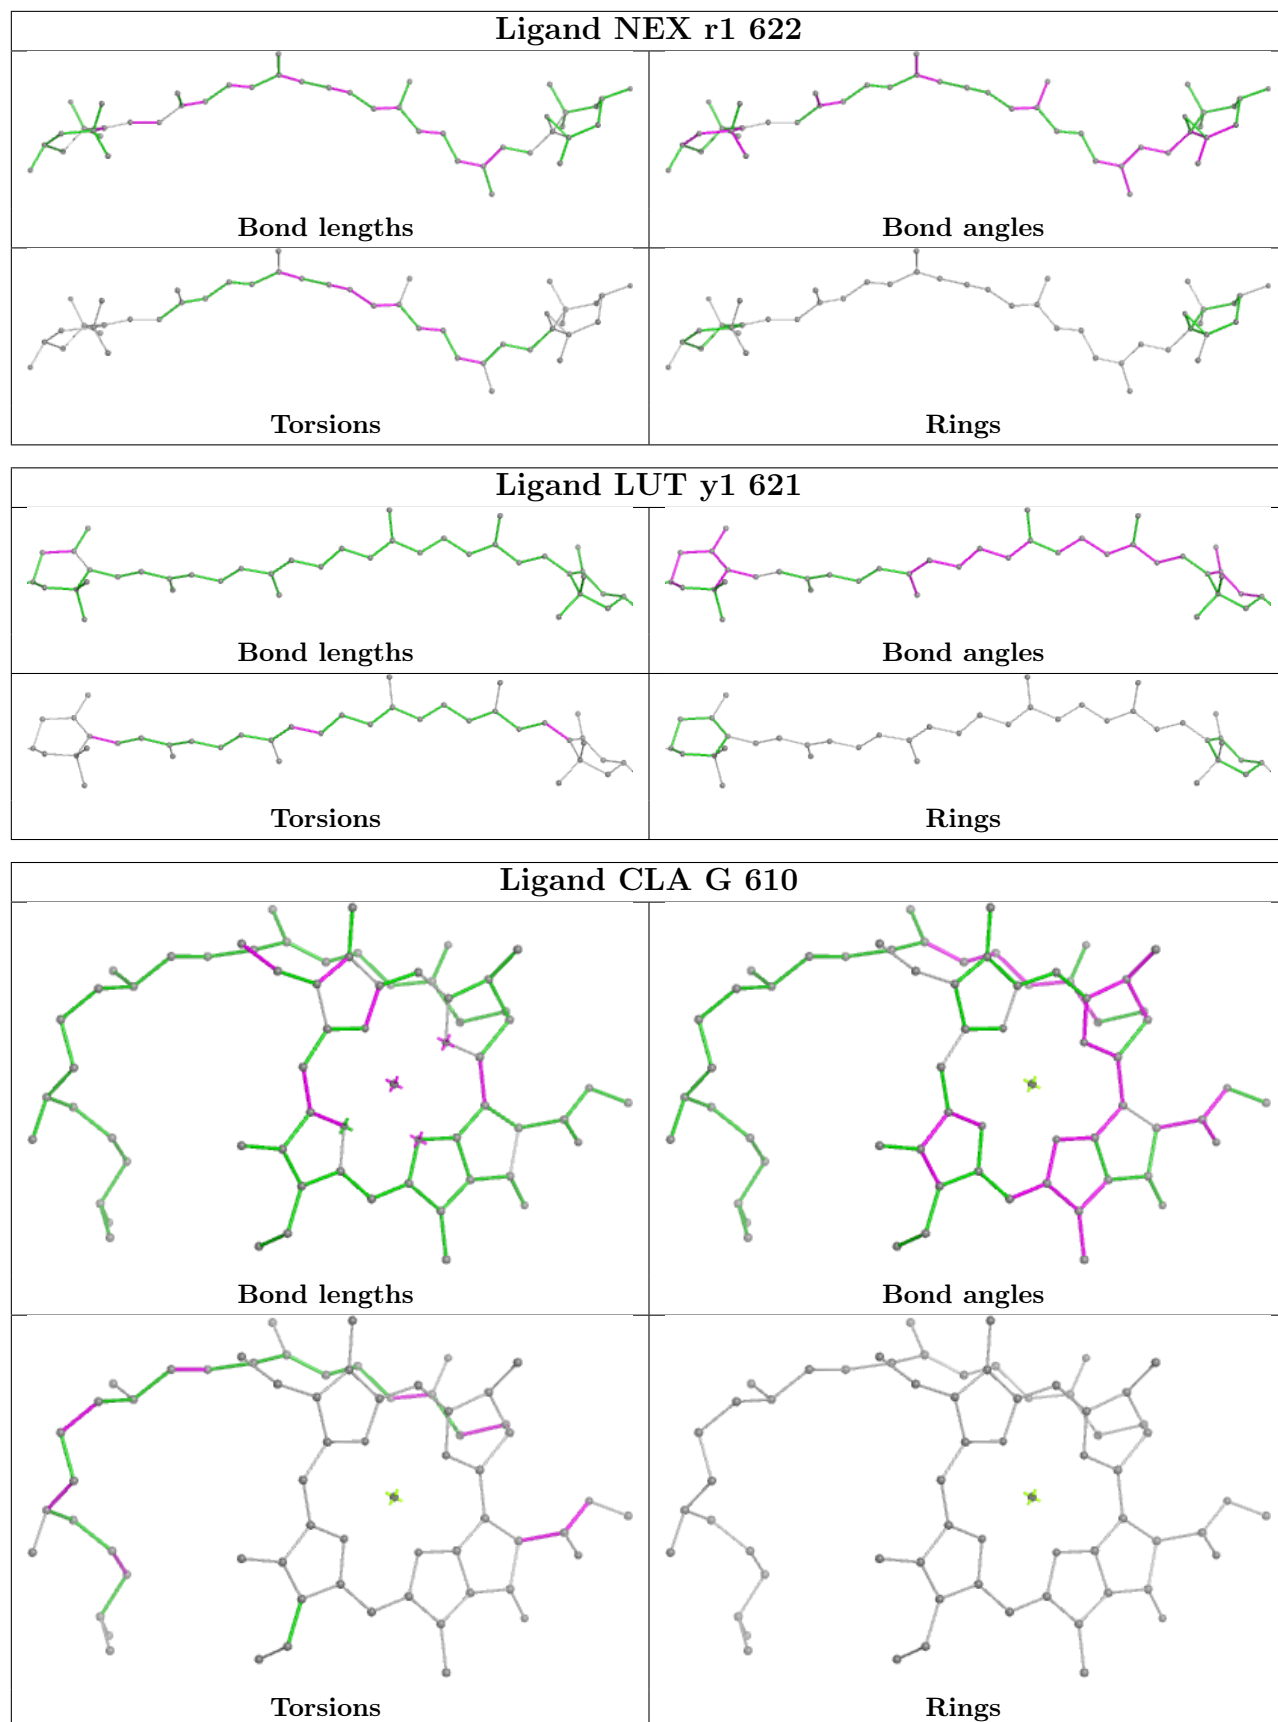 Ligand NEX r1 622
Bond lengths
Bond angles
Torsions
Rings
Ligand LUT y1 621
Bond lengths
Bond angles
Torsions
Rings
Ligand CLA G 610
Bond lengths
Bond angles
Torsions
Rings